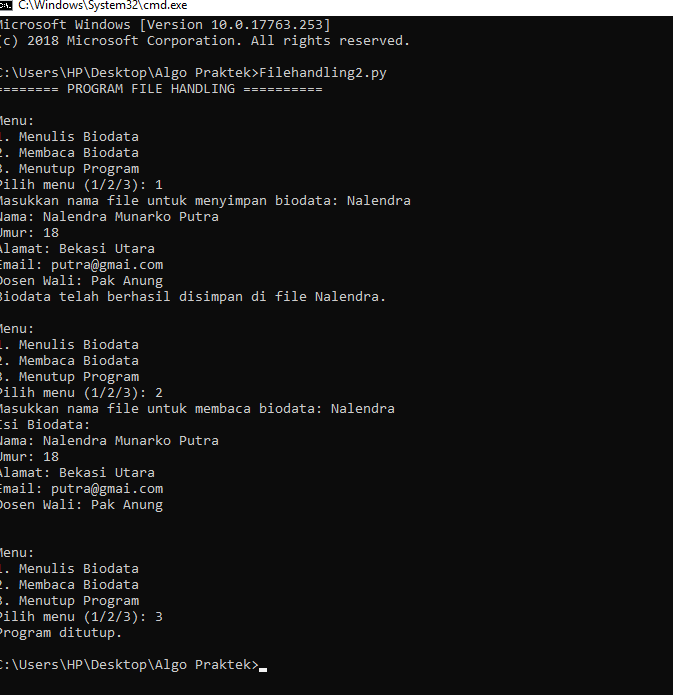 C:\Windows\System32\cmd.exe
Microsoft Windows [Version 10.0.17763.253]
(c) 2018 Microsoft Corporation. All rights reserved.
C:\Users\HP\Desktop\Algo Praktek>Filehandling2.py
======== PROGRAM FILE HANDLING ==========
Menu:
1. Menulis Biodata
2. Membaca Biodata
3. Menutup Program
Pilih menu (1/2/3): 1
Masukkan nama file untuk menyimpan biodata: Nalendra
Nama: Nalendra Munarko Putra
Umur: 18
Alamat: Bekasi Utara
Email: putra@gmai.com
Dosen Wali: Pak Anung
Biodata telah berhasil disimpan di file Nalendra.
Menu:
1. Menulis Biodata
2. Membaca Biodata
3. Menutup Program
Pilih menu (1/2/3): 2
Masukkan nama file untuk membaca biodata: Nalendra
Isi Biodata:
Nama: Nalendra Munarko Putra
Umur: 18
Alamat: Bekasi Utara
Email: putra@gmai.com
Dosen Wali: Pak Anung
Menu:
1. Menulis Biodata
2. Membaca Biodata
3. Menutup Program
Pilih menu (1/2/3): 3
Program ditutup.
C:\Users\HP\Desktop\Algo Praktek>